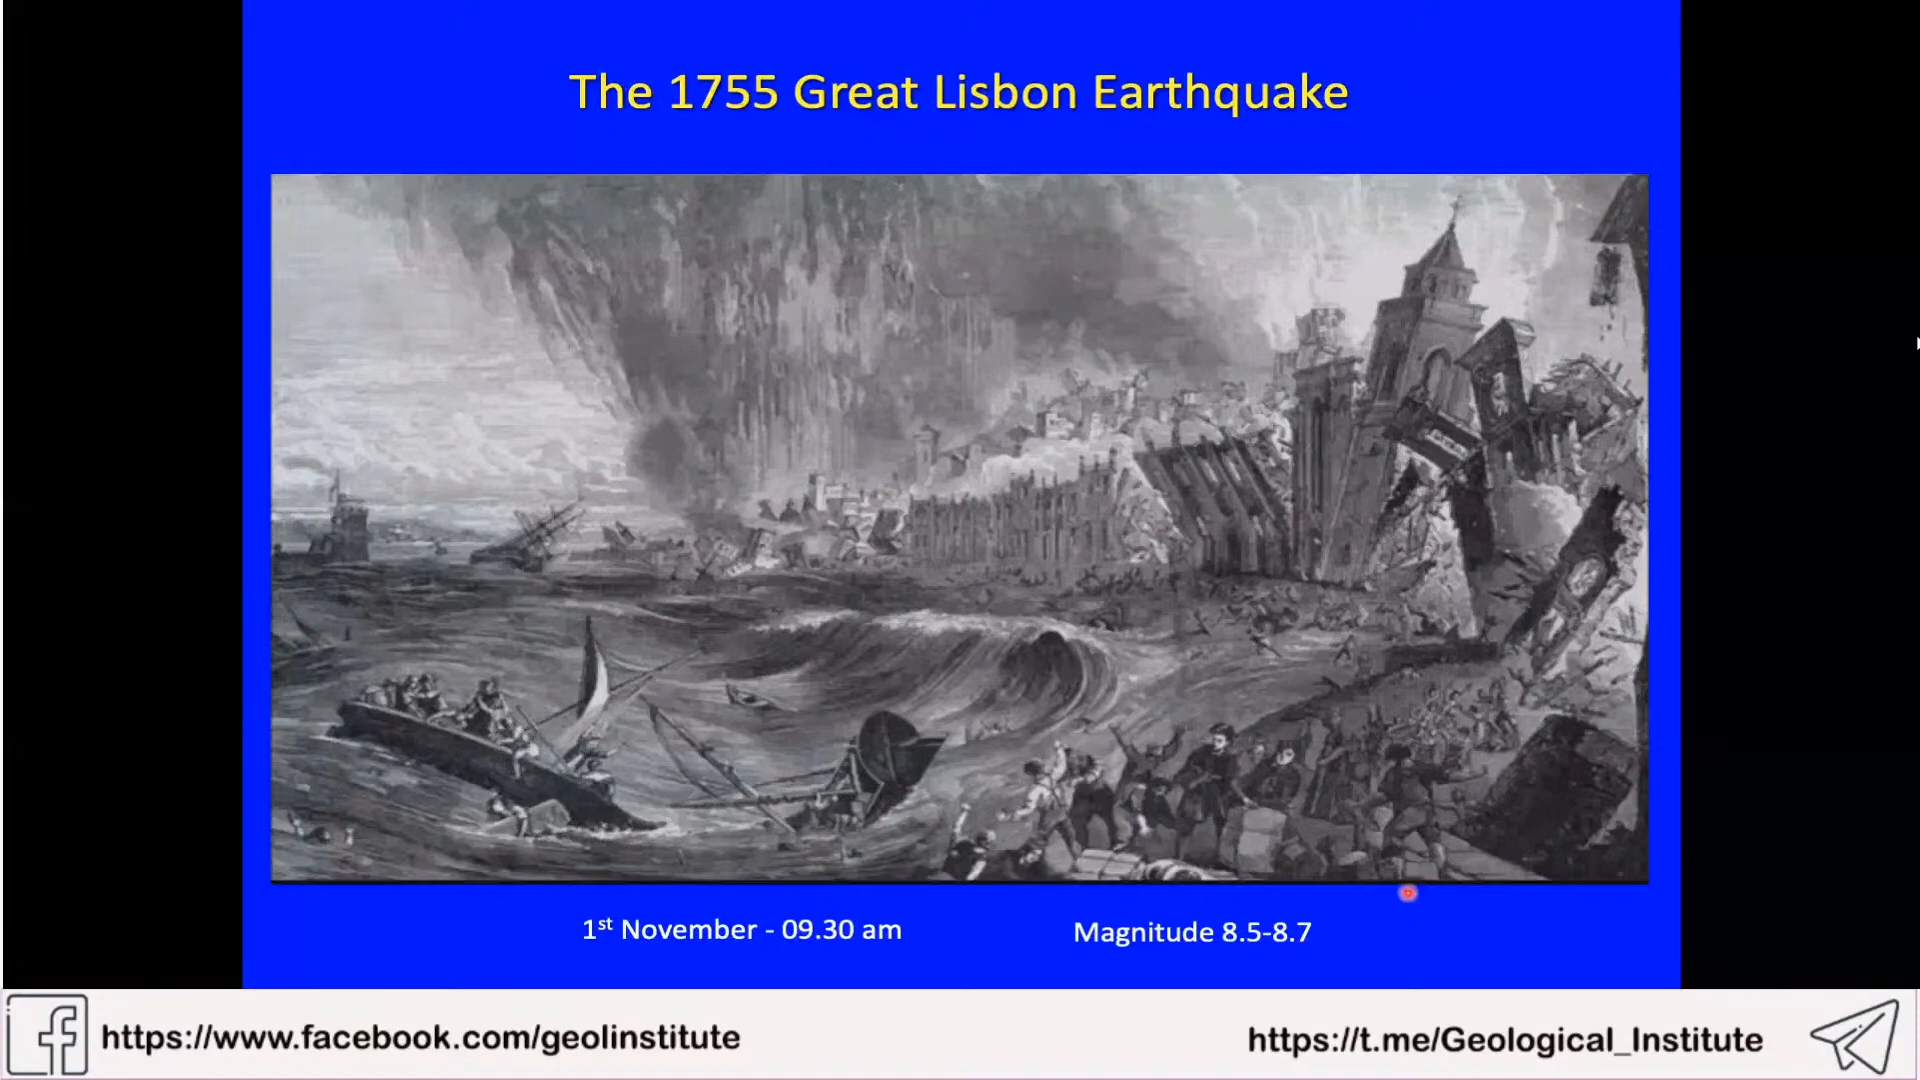 The 1755 Great Lisbon Earthquake
1st November - 09.30 am
Magnitude 8.5-8.7
https://www.facebook.com/geolinstitute
https://t.me/Geological_Institute